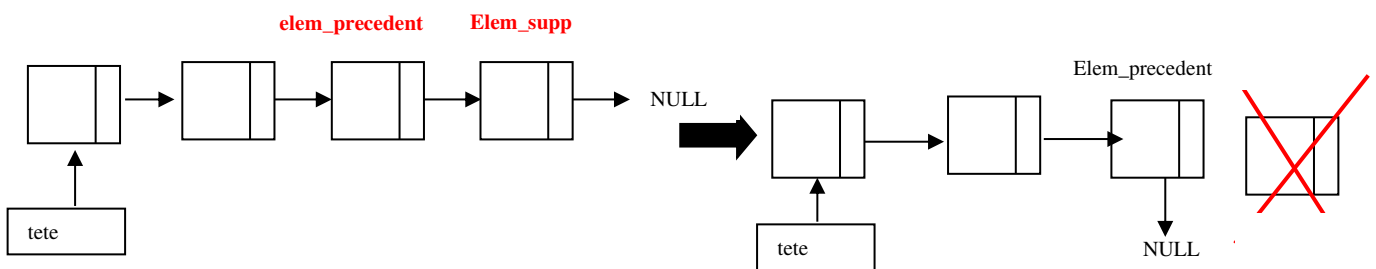 elem_precedent Elem_supp
Elem_precedent
NULL
tete
tete
NULL